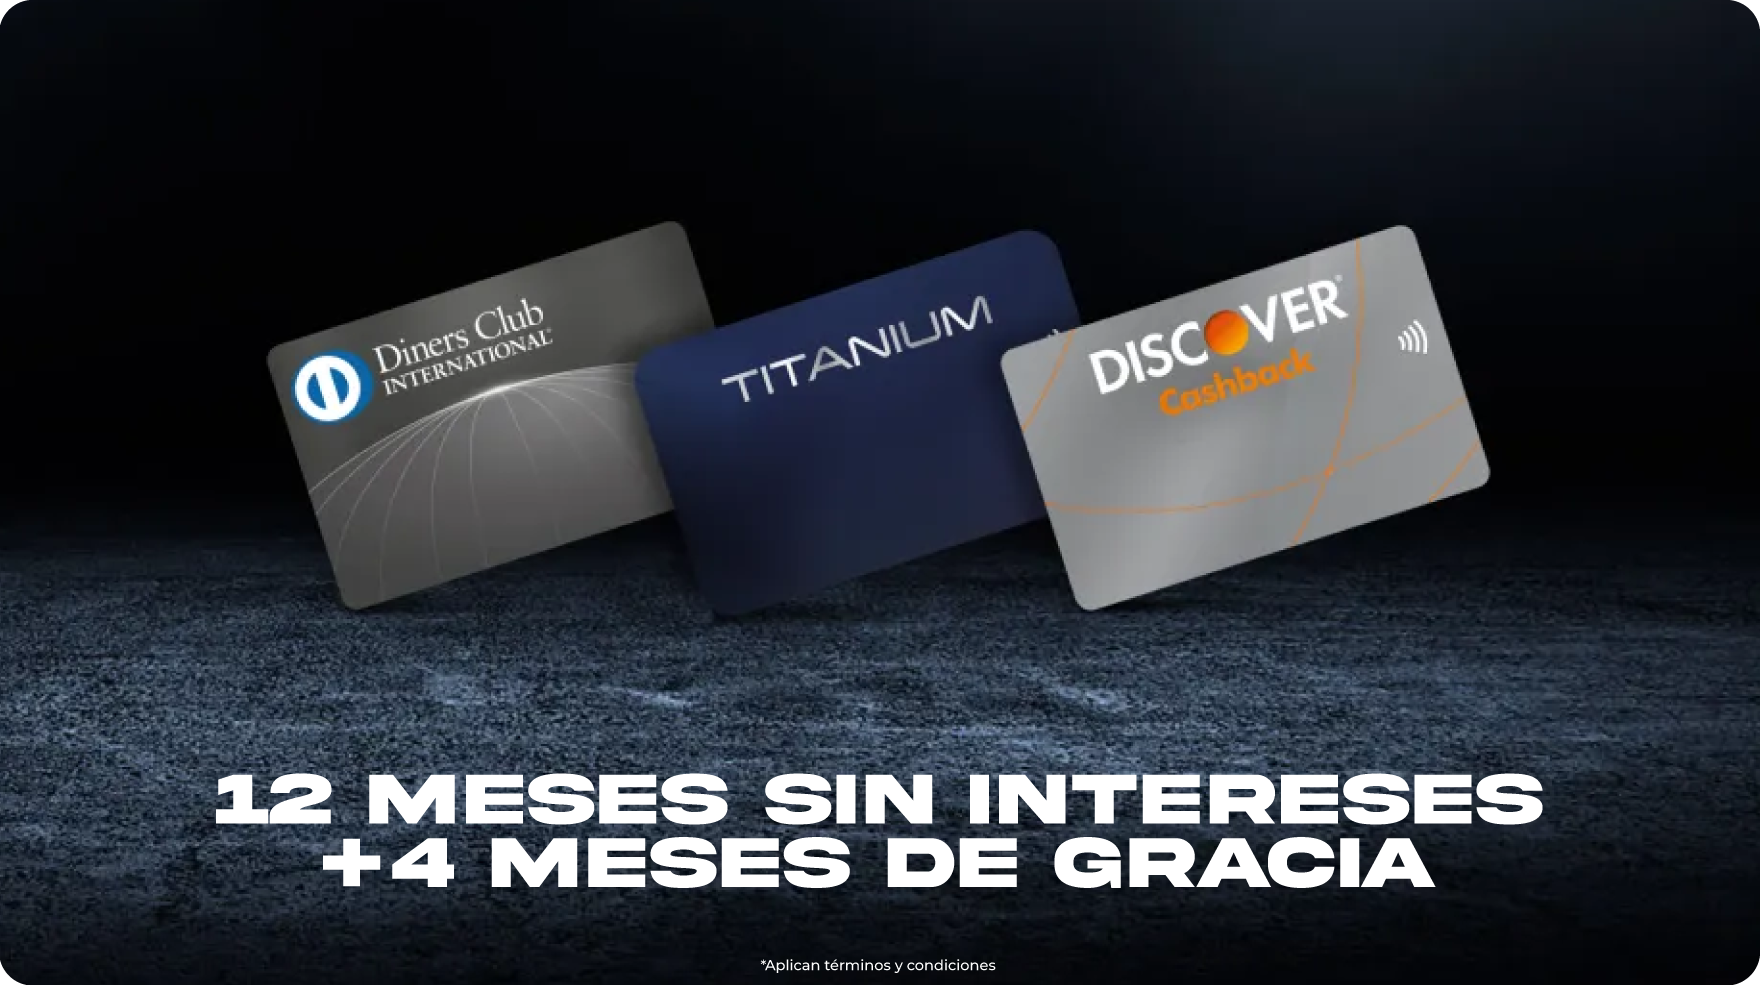 Diners Club
INTERNATIONAL®
TITANIUM
DISCOVER®
Cashback
12 MESES SIN INTERESES
+4 MESES DE GRACIA
*Aplican términos y condiciones